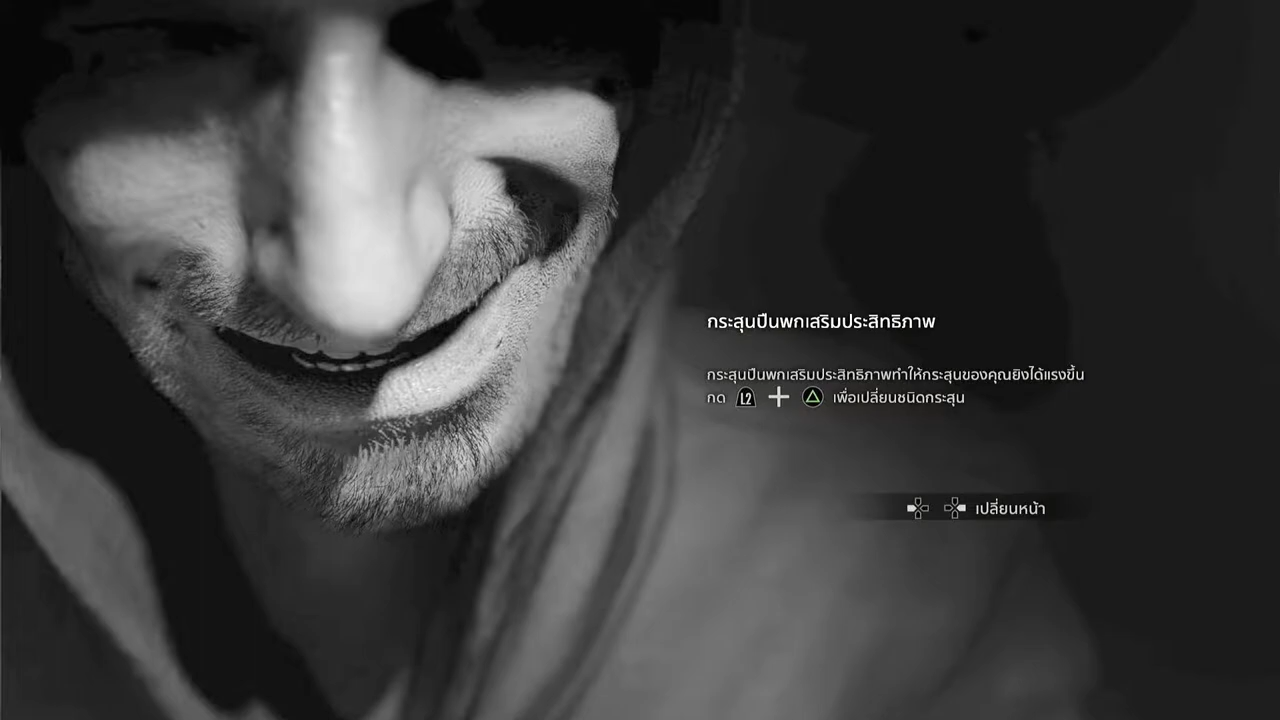 กระสุนปืนพกเสริมประสิทธิภาพ
กระสุนปืนพกเสริมประสิทธิภาพทำให้กระสุนของคุณยิงได้แรงขึ้น
กด L2 + △ เพื่อเปลี่ยนชนิดกระสุน
เปลี่ยนหน้า